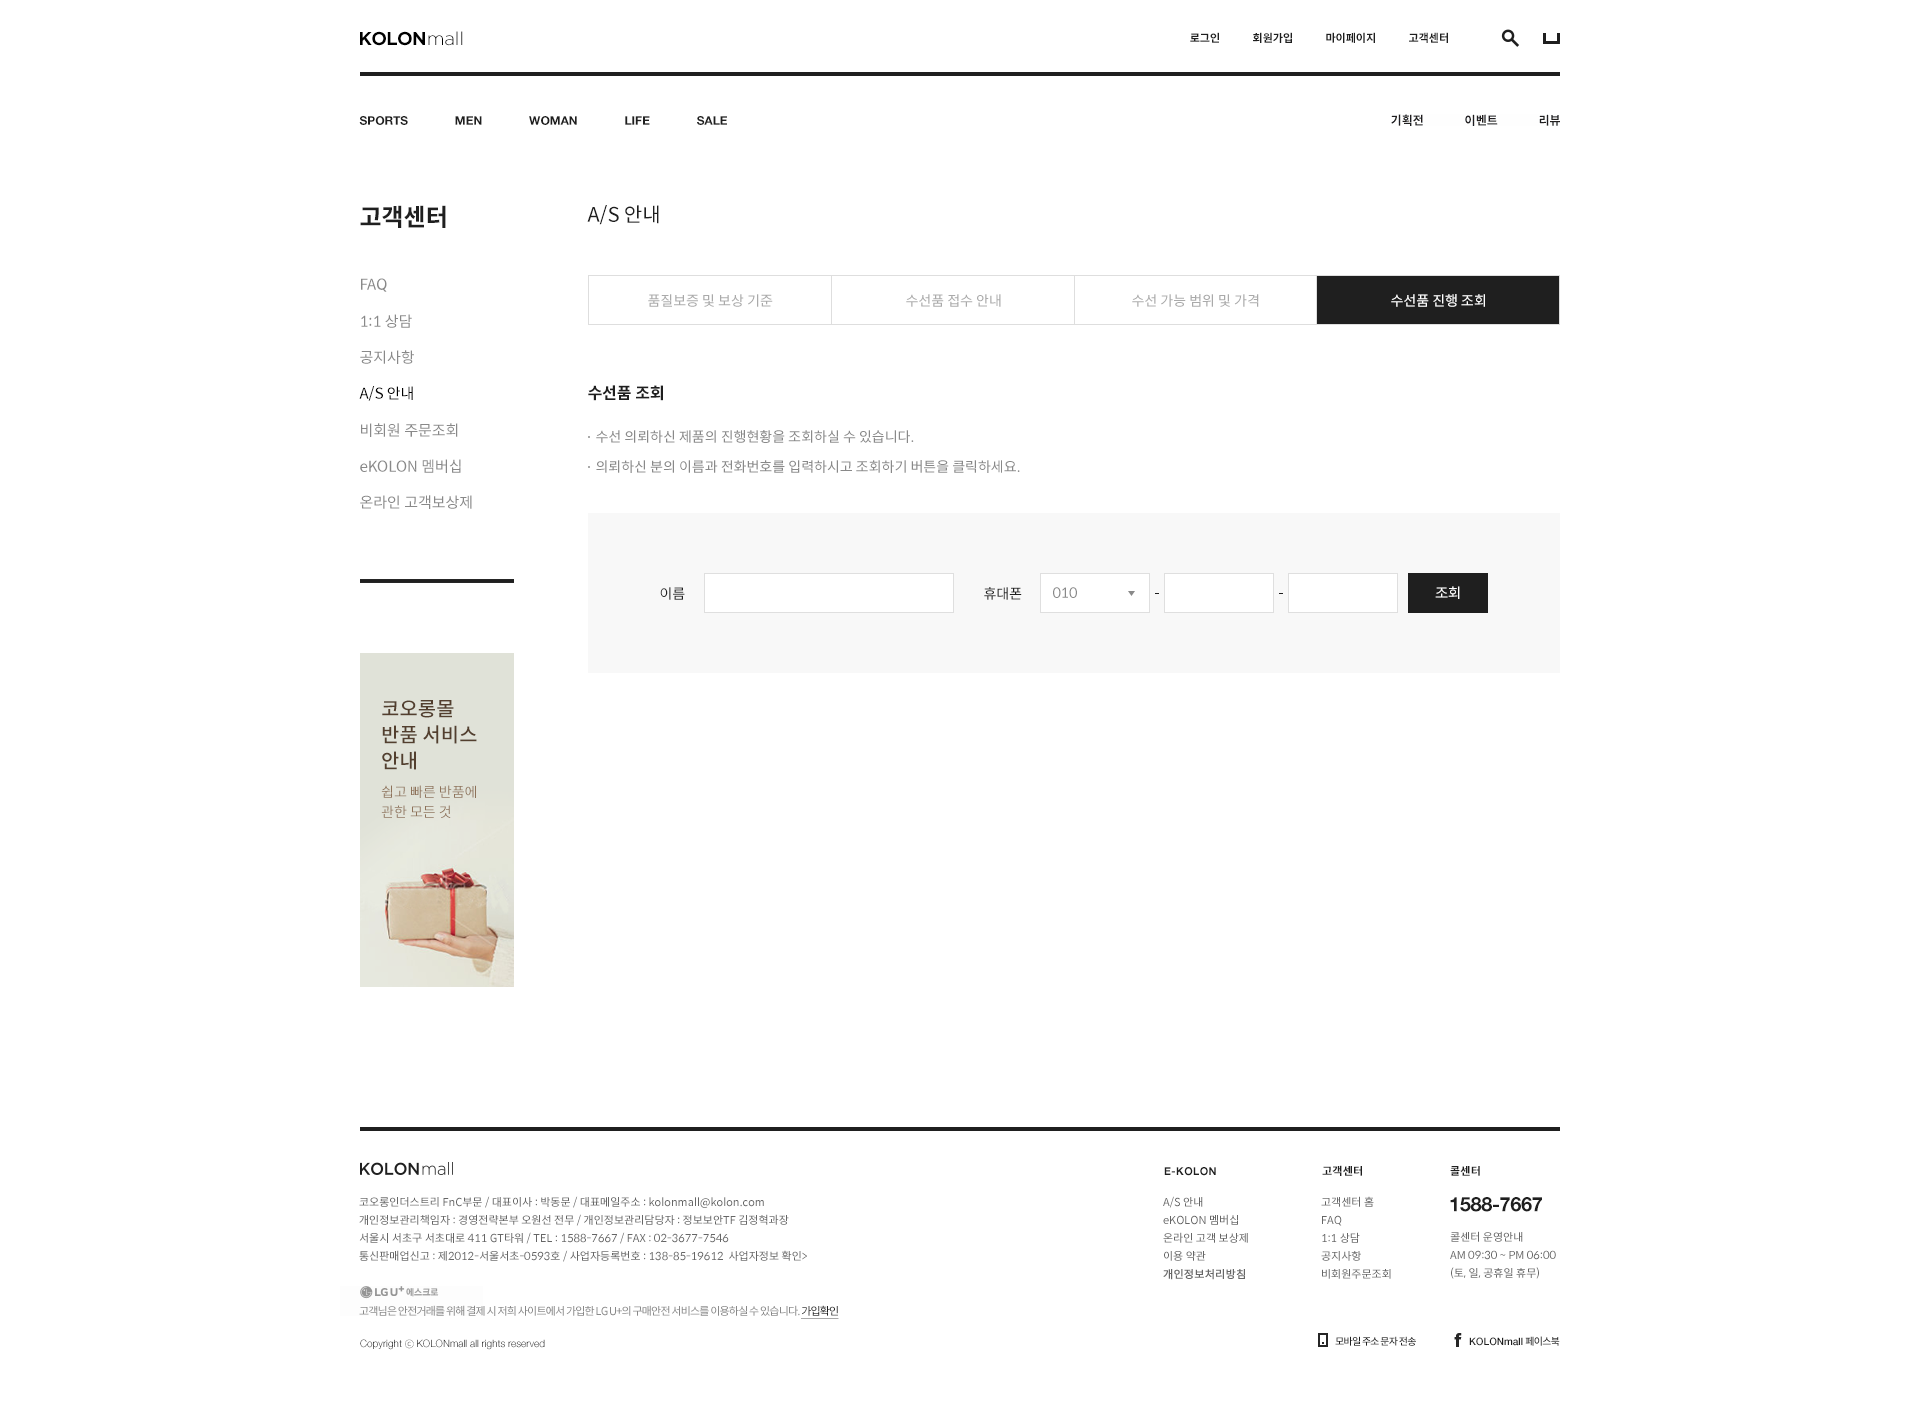 KOLONmall
로그인 회원가입 마이페이지 고객센터
SPORTS MEN WOMAN LIFE SALE 기획전 이벤트 리뷰
고객센터
FAQ
1:1 상담
공지사항
A/S 안내
비회원 주문조회
eKOLON 멤버십
온라인 고객보상제
코오롱몰
반품 서비스
안내
쉽고 빠른 반품에
관한 모든 것
A/S 안내
품질보증 및 보상 기준 수선품 접수 안내 수선 가능 범위 및 가격 수선품 진행 조회
수선품 조회
· 수선 의뢰하신 제품의 진행현황을 조회하실 수 있습니다.
· 의뢰하신 분의 이름과 전화번호를 입력하시고 조회하기 버튼을 클릭하세요.
이름 휴대폰 010 - - 조회
KOLONmall
코오롱인더스트리 FnC부문 / 대표이사 : 박동문 / 대표메일주소 : kolonmall@kolon.com
개인정보관리책임자 : 경영전략본부 오원선 전무 / 개인정보관리담당자 : 정보보안TF 김정혁과장
서울시 서초구 서초대로 411 GT타워 / TEL : 1588-7667 / FAX : 02-3677-7546
통신판매업신고 : 제2012-서울서초-0593호 / 사업자등록번호 : 138-85-19612 사업자정보 확인>
LG U+ 에스크로
고객님은 안전거래를 위해 결제 시 저희 사이트에서 가입한 LG U+의 구매안전 서비스를 이용하실 수 있습니다. 가입확인
Copyright ⓒ KOLONmall all rights reserved
E-KOLON
A/S 안내
eKOLON 멤버십
온라인 고객 보상제
이용 약관
개인정보처리방침
고객센터
고객센터 홈
FAQ
1:1 상담
공지사항
비회원주문조회
콜센터
1588-7667
콜센터 운영안내
AM 09:30 ~ PM 06:00
(토, 일, 공휴일 휴무)
모바일 주소 문자 전송 KOLONmall 페이스북